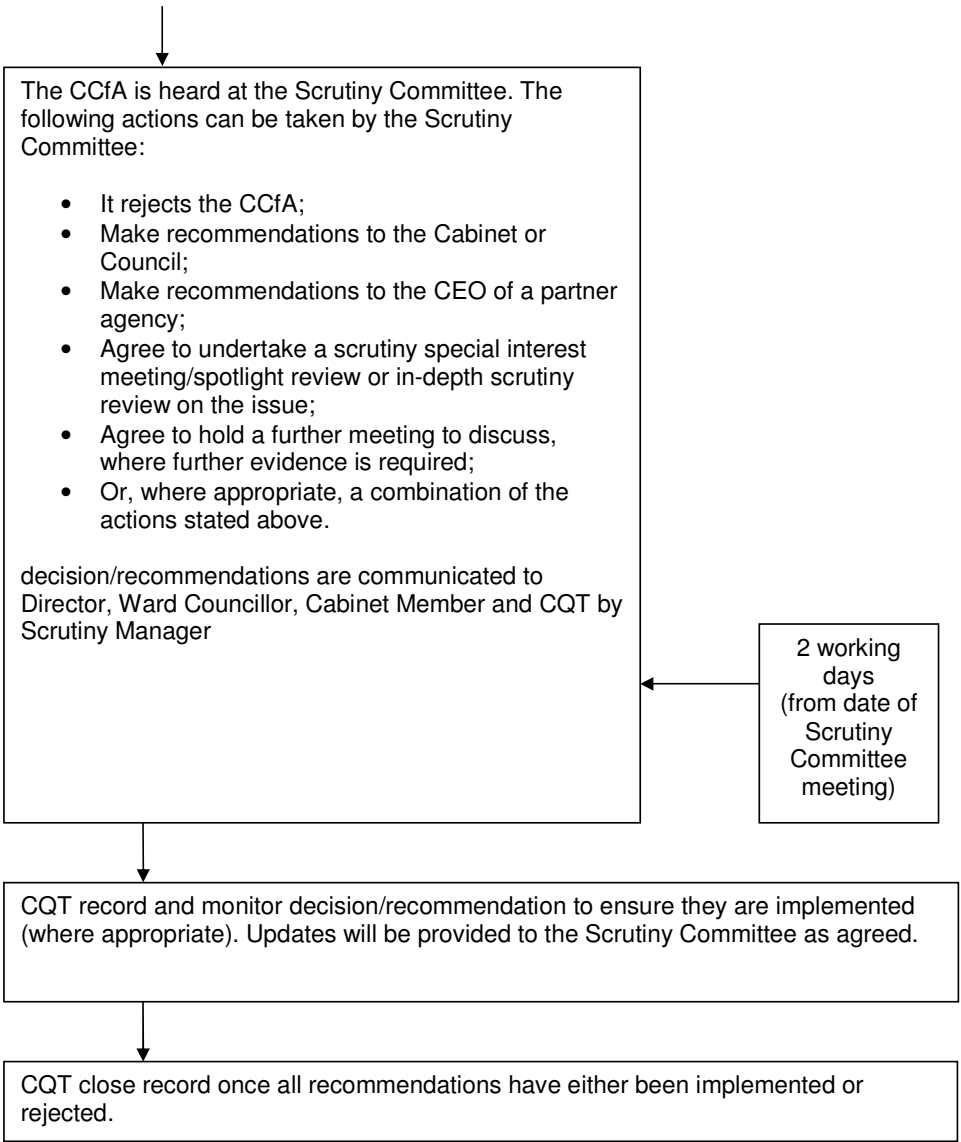 The CCfA is heard at the Scrutiny Committee. The
following actions can be taken by the Scrutiny
Committee:
• It rejects the CCfA;
• Make recommendations to the Cabinet or
Council;
• Make recommendations to the CEO of a partner
agency;
• Agree to undertake a scrutiny special interest
meeting/spotlight review or in-depth scrutiny
review on the issue;
• Agree to hold a further meeting to discuss,
where further evidence is required;
• Or, where appropriate, a combination of the
actions stated above.
decision/recommendations are communicated to
Director, Ward Councillor, Cabinet Member and CQT by
Scrutiny Manager
2 working
days
(from date of
Scrutiny
Committee
meeting)
CQT record and monitor decision/recommendation to ensure they are implemented
(where appropriate). Updates will be provided to the Scrutiny Committee as agreed.
CQT close record once all recommendations have either been implemented or
rejected.